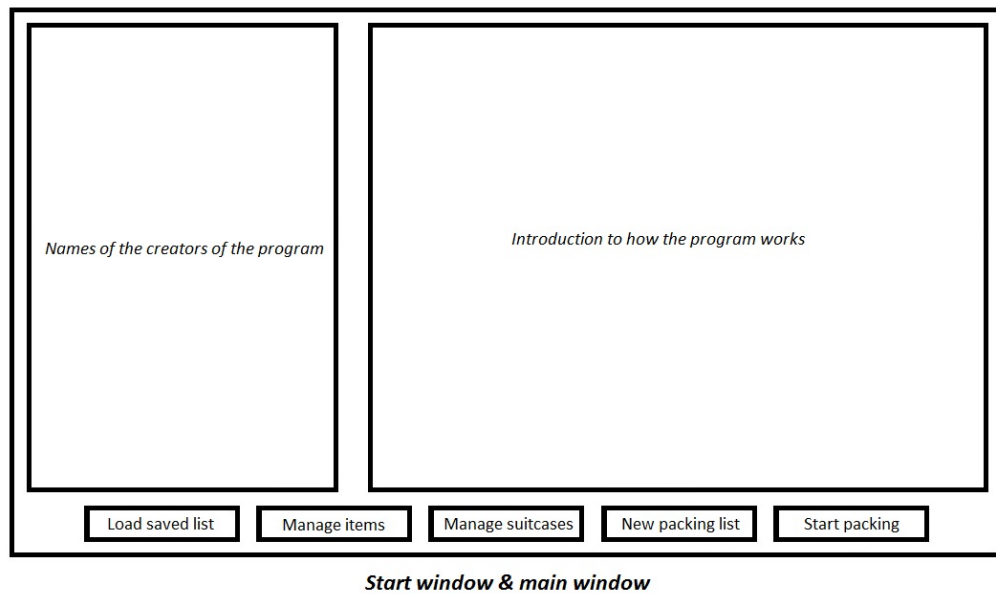 Names of the creators of the program
Introduction to how the program works
Load saved list
Manage items
Manage suitcases
New packing list
Start packing
Start window & main window